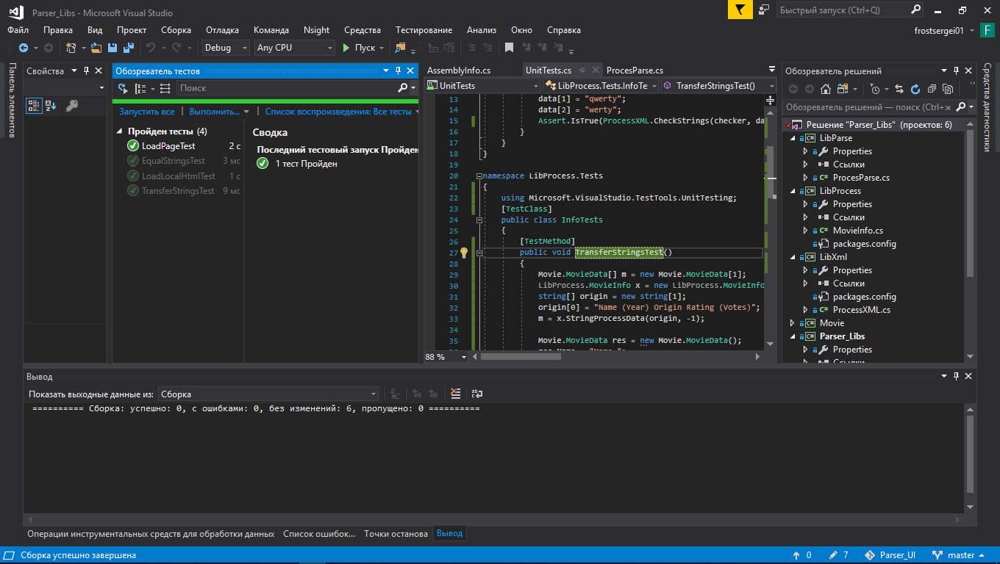 Parser_Libs - Microsoft Visual Studio
Быстрый запуск (Ctrl+Q)
Файл Правка Вид Проект Сборка Отладка Команда Nsight Средства Тестирование Анализ Окно Справка
frostsergei01 F
Debug Any CPU Пуск
Панель элементов
Свойства
Обозреватель тестов
Поиск
Запустить все Выполнить... Список воспроизведения: Все тесты
Пройден тесты (4)
LoadPageTest 2 с
EqualStringsTest 3 мс
LoadLocalHtmlTest 1 с
TransferStringsTest 9 мс
Сводка
Последний тестовый запуск Пройден
1 тест Пройден
AssemblyInfo.cs UnitTests.cs ProcesParse.cs
UnitTests LibProcess.Tests.InfoTe TransferStringsTest()
13 data[1] = "qwerty";
14 data[2] = "werty";
15 Assert.IsTrue(ProcessXML.CheckStrings(checker, da
16 }
17 }
18 }
19
20 namespace LibProcess.Tests
21 {
22 using Microsoft.VisualStudio.TestTools.UnitTesting;
23 [TestClass]
24 public class InfoTests
25 {
26 [TestMethod]
27 public void TransferStringsTest()
28 {
29 Movie.MovieData[] m = new Movie.MovieData[1];
30 LibProcess.MovieInfo x = new LibProcess.MovieInfo
31 string[] origin = new string[1];
32 origin[0] = "Name (Year) Origin Rating (Votes)";
33 m = x.StringProcessData(origin, -1);
34
35 Movie.MovieData res = new Movie.MovieData();
88 %
Обозреватель решений
Обозреватель решений — поиск (Ctrl+ж
Решение "Parser_Libs" (проектов: 6)
LibParse
Properties
Ссылки
C# ProcesParse.cs
LibProcess
Properties
Ссылки
C# MovieInfo.cs
packages.config
LibXml
Properties
Ссылки
packages.config
C# ProcessXML.cs
Movie
Parser_Libs
Properties
Ссылки
Средства диагностики
Вывод
Показать выходные данные из: Сборка
========== Сборка: успешно: 0, с ошибками: 0, без изменений: 6, пропущено: 0 ==========
Операции инструментальных средств для обработки данных Список ошибок... Точки останова Вывод
Сборка успешно завершена 0 7 Parser_UI master